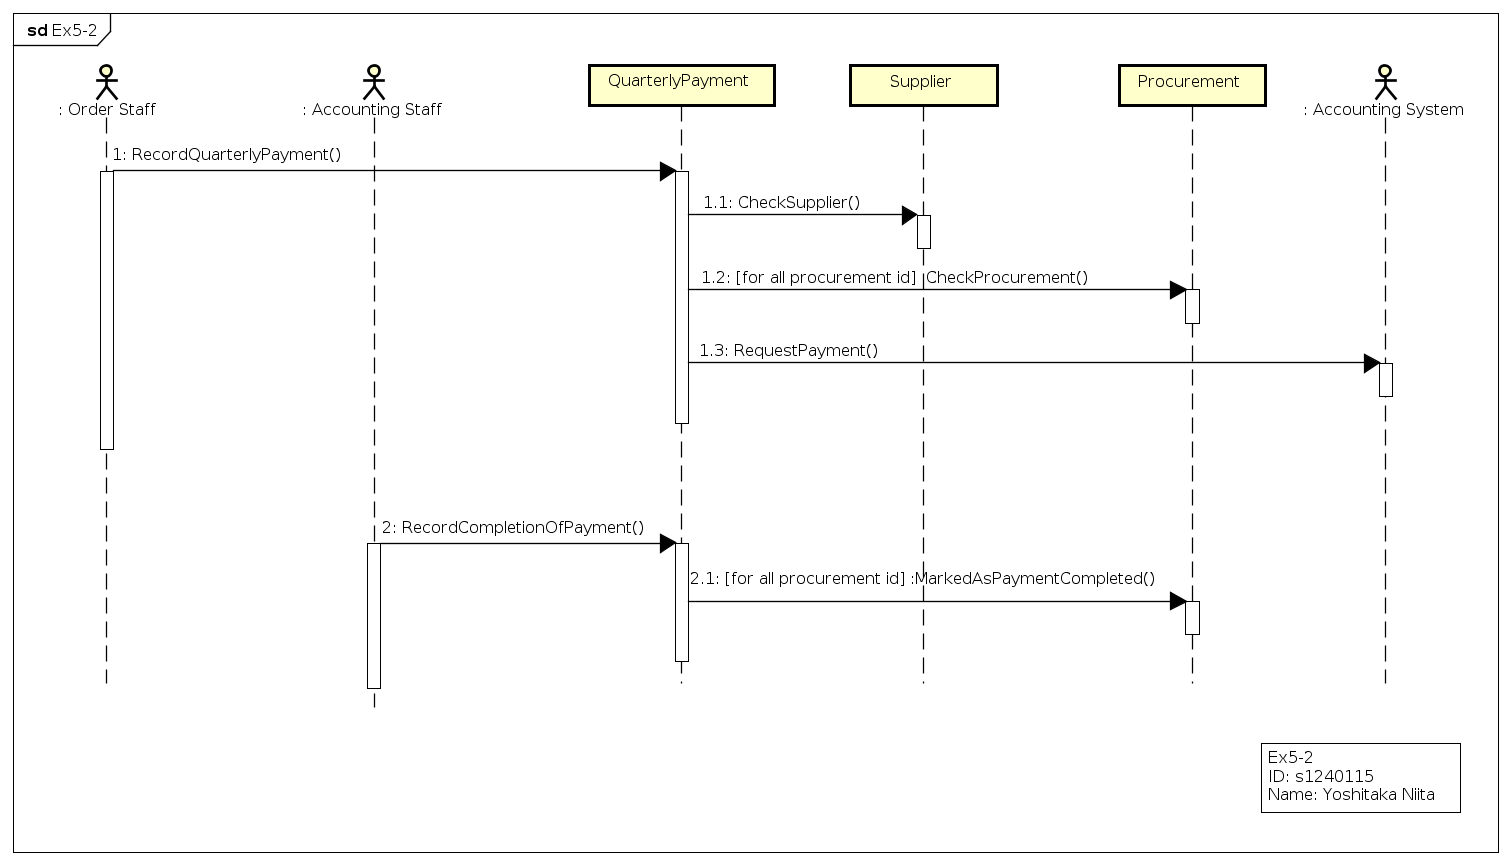 sd Ex5-2
: Order Staff
: Accounting Staff
QuarterlyPayment
Supplier
Procurement
: Accounting System
1: RecordQuarterlyPayment()
1.1: CheckSupplier()
1.2: [for all procurement id] :CheckProcurement()
1.3: RequestPayment()
2: RecordCompletionOfPayment()
2.1: [for all procurement id] :MarkedAsPaymentCompleted()
Ex5-2
ID: s1240115
Name: Yoshitaka Niita